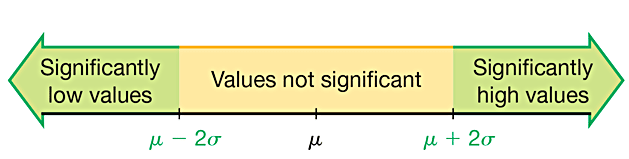 Significantly
low values
Values not significant
Significantly
high values
μ − 2σ
μ
μ + 2σ